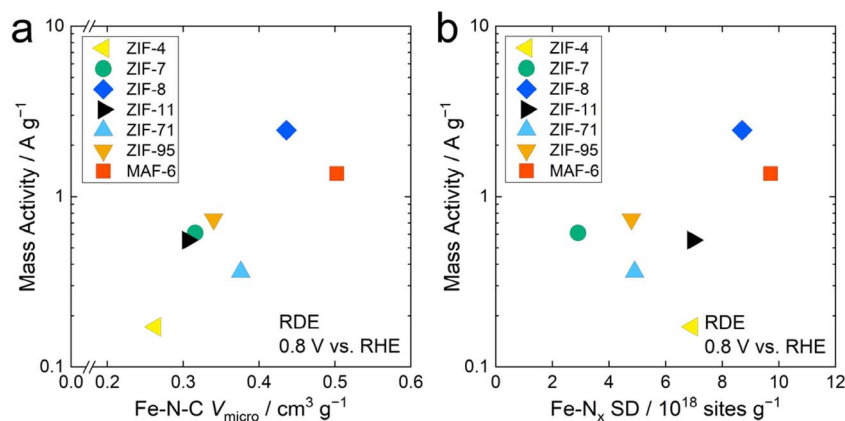 a
Mass Activity / A g⁻¹
10
1
0.1
ZIF-4
ZIF-7
ZIF-8
ZIF-11
ZIF-71
ZIF-95
MAF-6
RDE
0.8 V vs. RHE
0.0 0.2 0.3 0.4 0.5 0.6
Fe-N-C Vmicro / cm³ g⁻¹
b
Mass Activity / A g⁻¹
10
1
0.1
ZIF-4
ZIF-7
ZIF-8
ZIF-11
ZIF-71
ZIF-95
MAF-6
RDE
0.8 V vs. RHE
0 2 4 6 8 10 12
Fe-Nₓ SD / 10¹⁸ sites g⁻¹